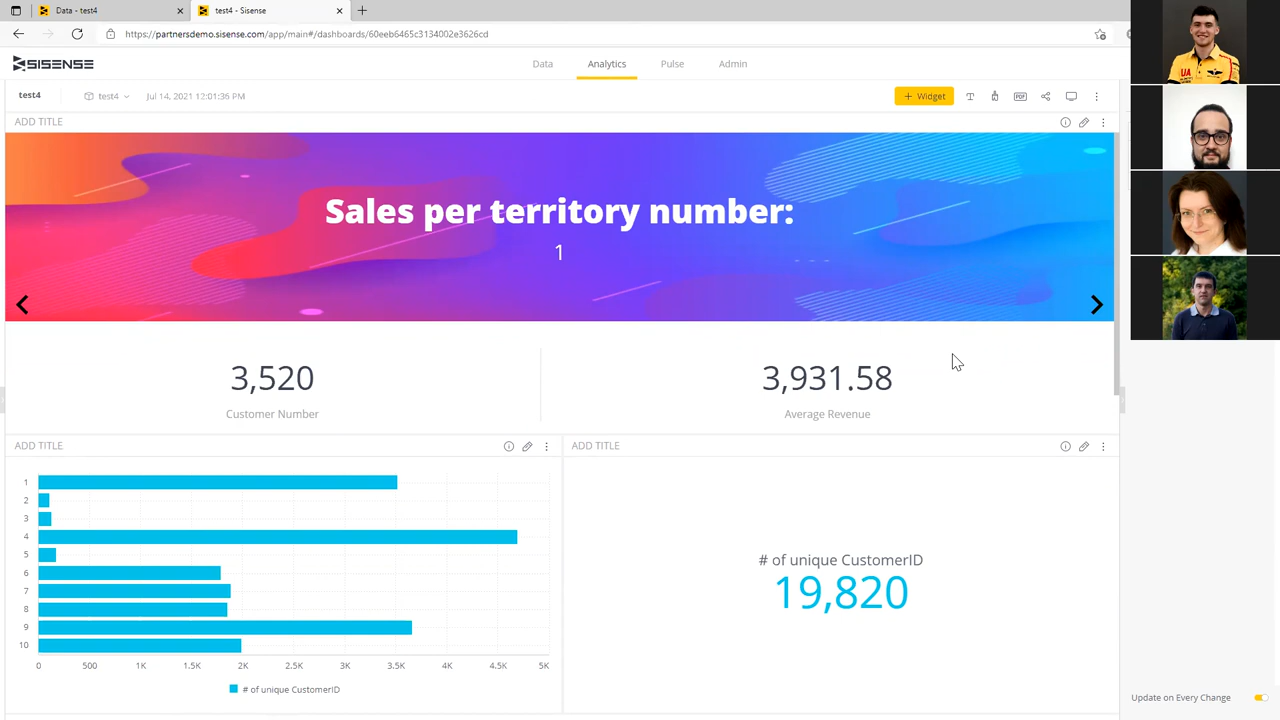 Data - test4
test4 - Sisense
https://partnersdemo.sisense.com/app/main#/dashboards/60eeb6465c3134002e3626cd
SISENSE
Data
Analytics
Pulse
Admin
test4
test4
Jul 14, 2021 12:01:36 PM
+ Widget
T
PDF
ADD TITLE
Sales per territory number:
1
3,520
Customer Number
3,931.58
Average Revenue
ADD TITLE
ADD TITLE
1
2
3
4
5
6
7
8
9
10
0 500 1K 1.5K 2K 2.5K 3K 3.5K 4K 4.5K 5K
# of unique CustomerID
# of unique CustomerID
19,820
UA
Update on Every Change